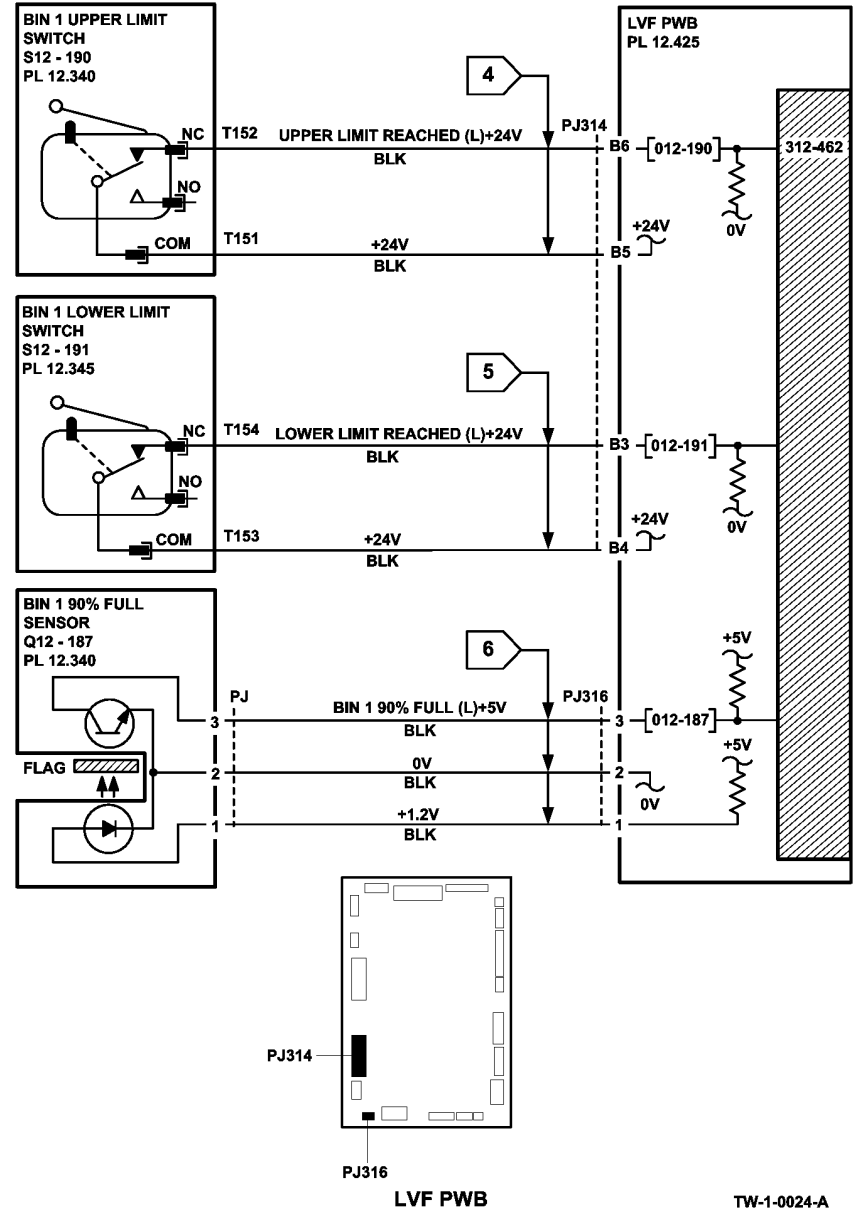 BIN 1 UPPER LIMIT
SWITCH
S12 - 190
PL 12.340
NC
NO
COM
T152
UPPER LIMIT REACHED (L)+24V
BLK
T151
+24V
BLK
4
PJ314
LVF PWB
PL 12.425
B6
[012-190]
312-462
0V
+24V
B5
BIN 1 LOWER LIMIT
SWITCH
S12 - 191
PL 12.345
NC
NO
COM
T154
LOWER LIMIT REACHED (L)+24V
BLK
T153
+24V
BLK
5
B3
[012-191]
0V
+24V
B4
BIN 1 90% FULL
SENSOR
Q12 - 187
PL 12.340
FLAG
PJ
3
2
1
BIN 1 90% FULL (L)+5V
BLK
0V
BLK
+1.2V
BLK
6
PJ316
3
2
1
[012-187]
+5V
+5V
0V
PJ314
PJ316
LVF PWB
TW-1-0024-A